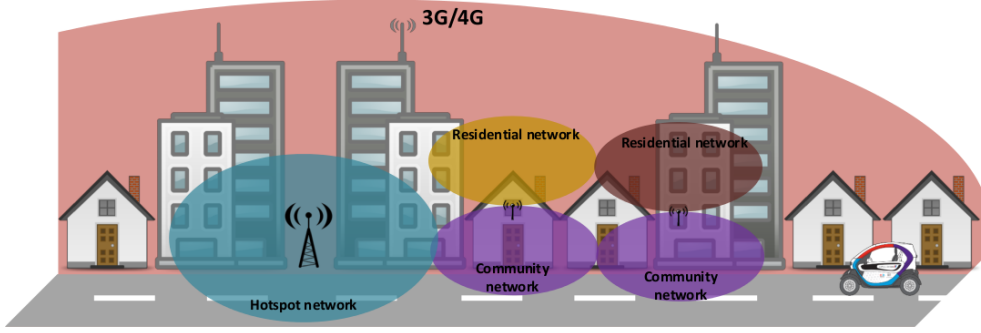 3G/4G
Residential network
Residential network
Community
network
Community
network
Hotspot network